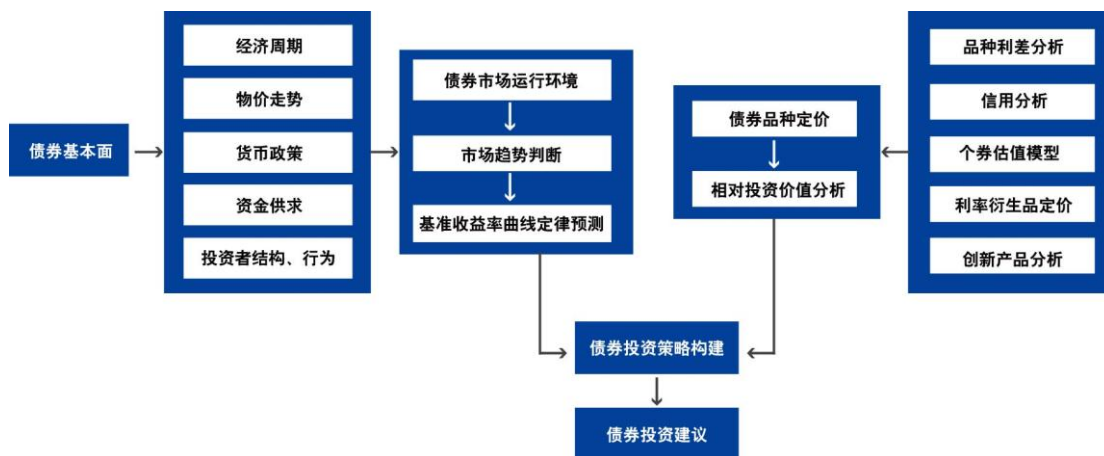 债券基本面
经济周期
物价走势
货币政策
资金供求
投资者结构、行为
债券市场运行环境
市场趋势判断
基准收益率曲线定律预测
债券品种定价
相对投资价值分析
品种利差分析
信用分析
个券估值模型
利率衍生品定价
创新产品分析
债券投资策略构建
债券投资建议